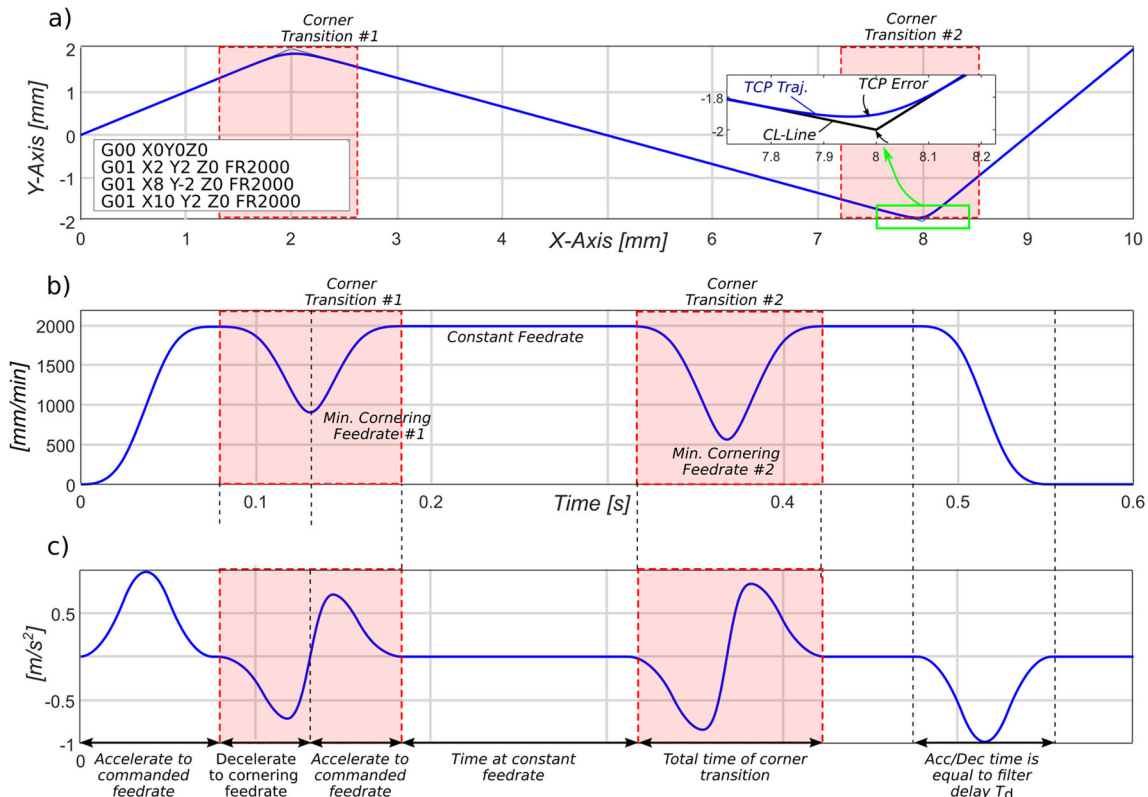 a)
Corner
Transition #1
Corner
Transition #2
2
1
0
-1
-2
Y-Axis [mm]
G00 X0Y0Z0
G01 X2 Y2 Z0 FR2000
G01 X8 Y-2 Z0 FR2000
G01 X10 Y2 Z0 FR2000
TCP Traj.
TCP Error
CL-Line
-1.8
-2
7.8 7.9 8 8.1 8.2
0 1 2 3 4 6 7 8 9 10
X-Axis [mm]
b)
Corner
Transition #1
Corner
Transition #2
2000
1500
1000
500
0
[mm/min]
Constant Feedrate
Min. Cornering
Feedrate #1
Min. Cornering
Feedrate #2
0 0.1 0.2 0.4 0.5 0.6
Time [s]
c)
0
0.5
0
-0.5
-1
[m/s²]
0
Accelerate to
commanded
feedrate
Decelerate
to cornering
feedrate
Accelerate to
commanded
feedrate
Time at constant
feedrate
Total time of corner
transition
Acc/Dec time is
equal to filter
delay Td